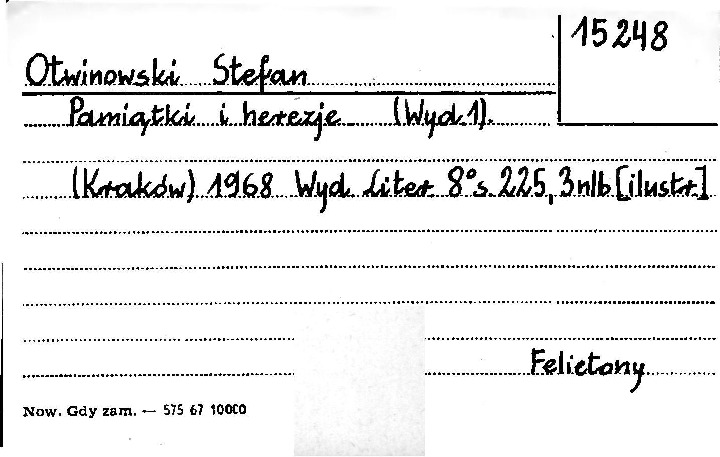 15248
Otwinowski Stefan
Pamiątki i herezje (Wyd.1).
(Kraków) 1968 Wyd. Liter 8° s. 225, 3 nlb [ilustr.]
Felietony
Now. Gdy zam. — 575 67 10000